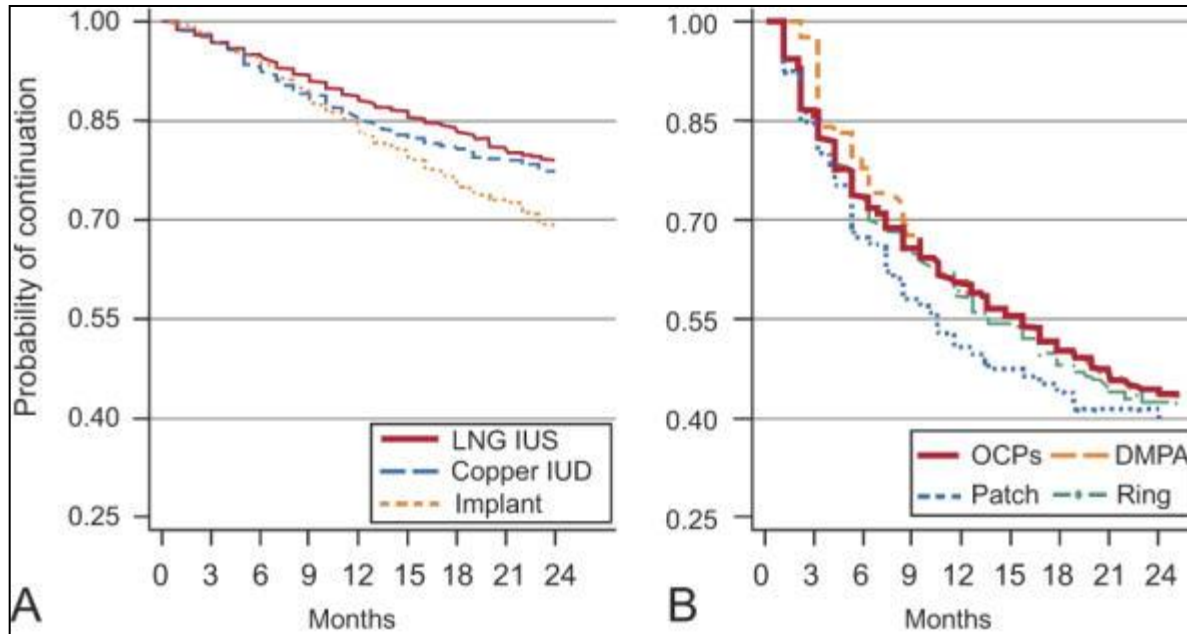 Probability of continuation
1.00
0.85
0.70
0.55
0.40
0.25
LNG IUS
Copper IUD
Implant
0 3 6 9 12 15 18 21 24
Months
A
1.00
0.85
0.70
0.55
0.40
0.25
OCPs DMPA
Patch Ring
0 3 6 9 12 15 18 21 24
Months
B